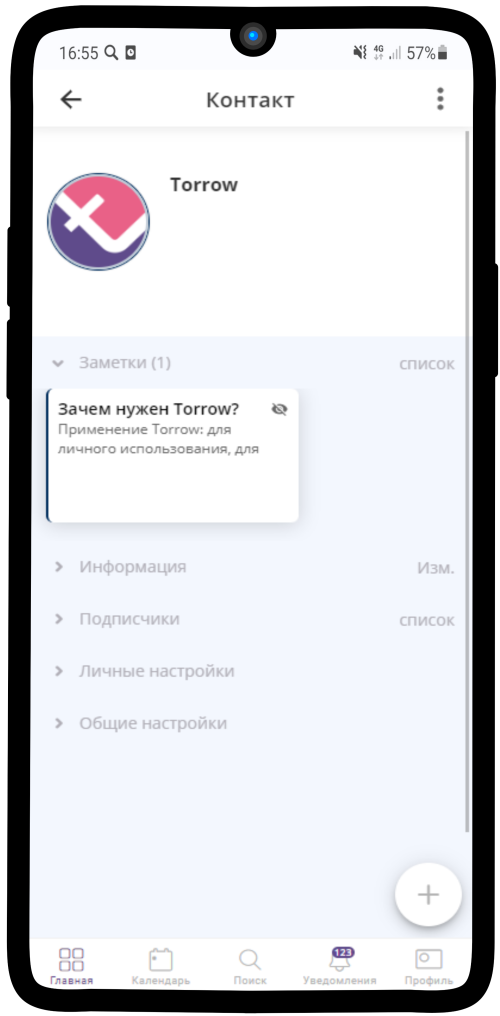 16:55
4G
57%
Контакт
Torrow
Заметки (1)
список
Зачем нужен Torrow?
Применение Torrow: для
личного использования, для
Информация
Изм.
Подписчики
список
Личные настройки
Общие настройки
123
Главная
Календарь
Поиск
Уведомления
Профиль